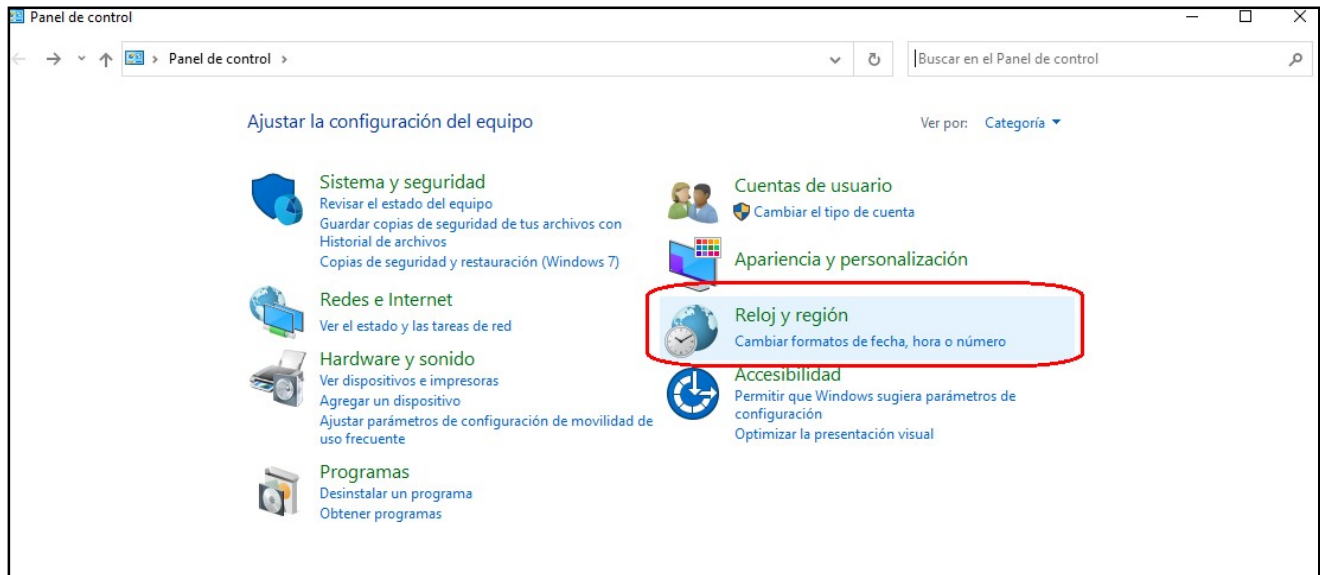 Panel de control
Panel de control
Buscar en el Panel de control
Ajustar la configuración del equipo
Ver por: Categoría
Sistema y seguridad
Revisar el estado del equipo
Guardar copias de seguridad de tus archivos con
Historial de archivos
Copias de seguridad y restauración (Windows 7)
Redes e Internet
Ver el estado y las tareas de red
Hardware y sonido
Ver dispositivos e impresoras
Agregar un dispositivo
Ajustar parámetros de configuración de movilidad de
uso frecuente
Programas
Desinstalar un programa
Obtener programas
Cuentas de usuario
Cambiar el tipo de cuenta
Apariencia y personalización
Reloj y región
Cambiar formatos de fecha, hora o número
Accesibilidad
Permitir que Windows sugiera parámetros de
configuración
Optimizar la presentación visual